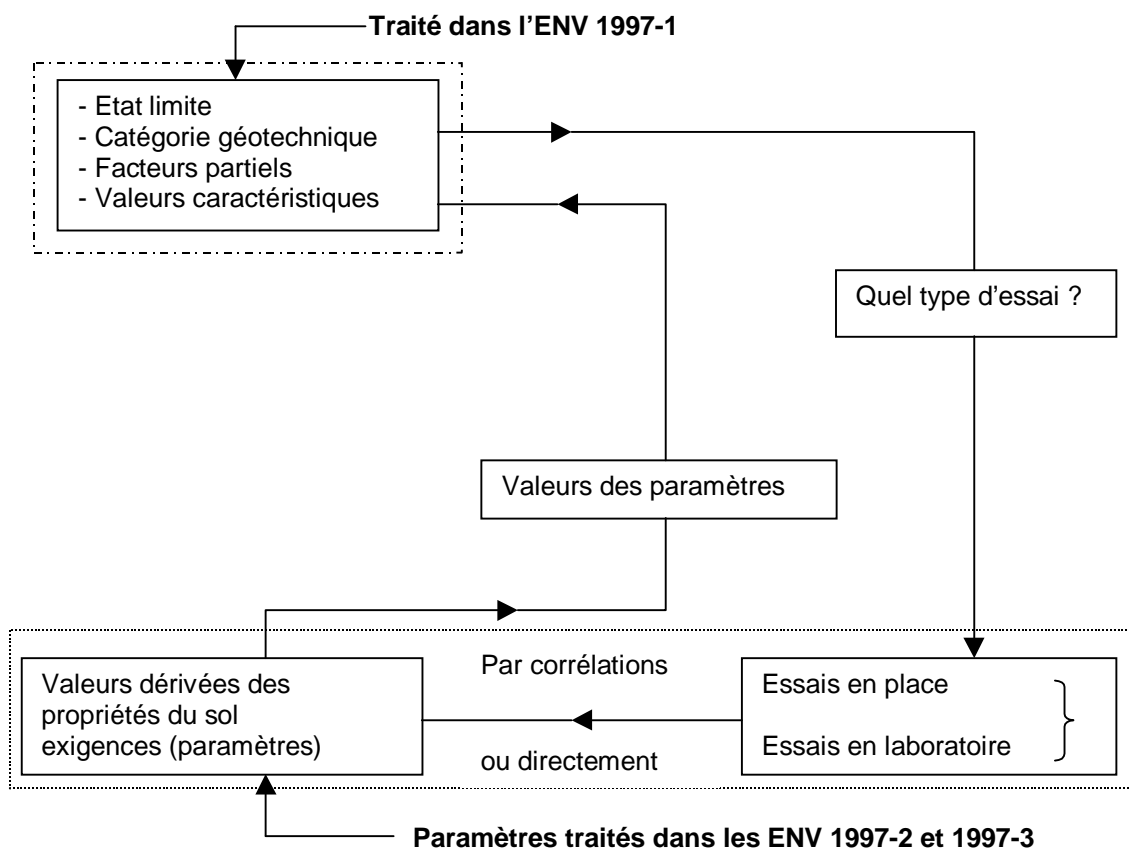 Traité dans l’ENV 1997-1
- Etat limite
- Catégorie géotechnique
- Facteurs partiels
- Valeurs caractéristiques
Quel type d’essai ?
Valeurs des paramètres
Valeurs dérivées des
propriétés du sol
exigences (paramètres)
Par corrélations
ou directement
Essais en place
Essais en laboratoire
Paramètres traités dans les ENV 1997-2 et 1997-3